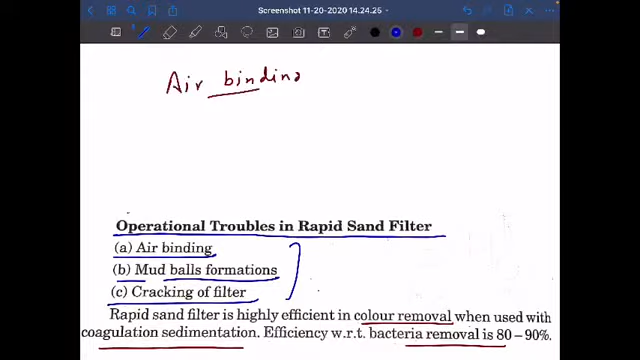 Screenshot 11-20-2020 14.24.25
Air binding
Operational Troubles in Rapid Sand Filter
(a) Air binding
(b) Mud balls formations
(c) Cracking of filter
Rapid sand filter is highly efficient in colour removal when used with
coagulation sedimentation. Efficiency w.r.t. bacteria removal is 80 – 90%.